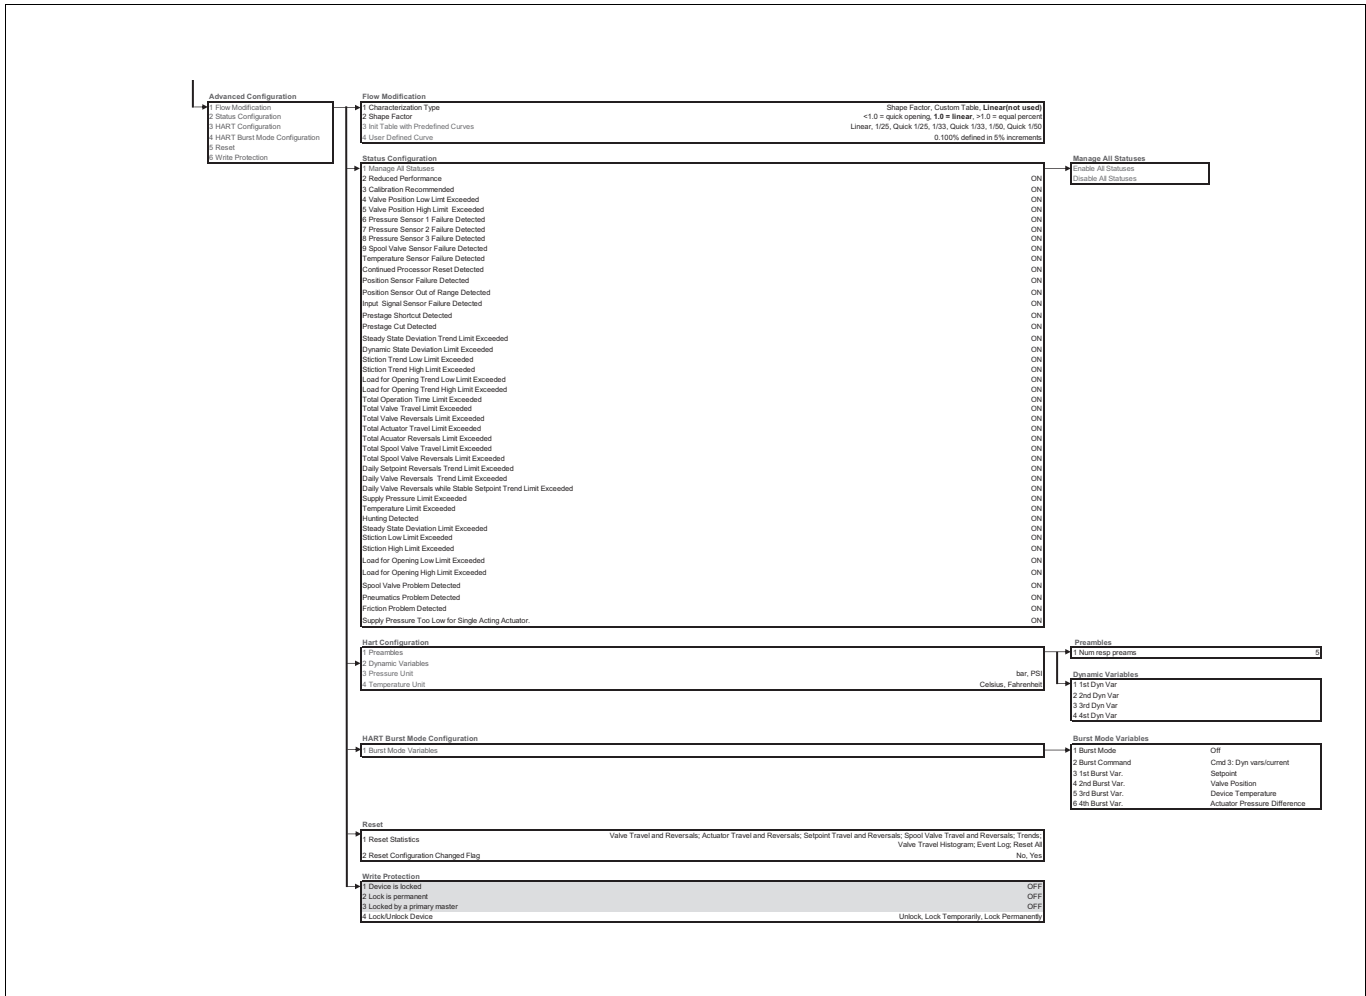 Advanced Configuration
1 Flow Modification
2 Status Configuration
3 HART Configuration
4 HART Burst Mode Configuration
5 Reset
6 Write Protection
Flow Modification
1 Characterization Type Shape Factor, Custom Table, Linear(not used)
2 Shape Factor <1.0 = quick opening, 1.0 = linear, >1.0 = equal percent
3 Init Table with Predefined Curves Linear, 1/25, Quick 1/25, 1/33, Quick 1/33, 1/50, Quick 1/50
4 User Defined Curve 0.100% defined in 5% increments
Status Configuration
1 Manage All Statuses
2 Reduced Performance ON
3 Calibration Recommended ON
4 Valve Position Low Limt Exceeded ON
5 Valve Position High Limit Exceeded ON
6 Pressure Sensor 1 Failure Detected ON
7 Pressure Sensor 2 Failure Detected ON
8 Pressure Sensor 3 Failure Detected ON
9 Spool Valve Sensor Failure Detected ON
Temperature Sensor Failure Detected ON
Continued Processor Reset Detected ON
Position Sensor Failure Detected ON
Position Sensor Out of Range Detected ON
Input Signal Sensor Failure Detected ON
Prestage Shortcut Detected ON
Prestage Cut Detected ON
Steady State Deviation Trend Limit Exceeded ON
Dynamic State Deviation Limit Exceeded ON
Stiction Trend Low Limit Exceeded ON
Stiction Trend High Limit Exceeded ON
Load for Opening Trend Low Limit Exceeded ON
Load for Opening Trend High Limit Exceeded ON
Total Operation Time Limit Exceeded ON
Total Valve Travel Limit Exceeded ON
Total Valve Reversals Limit Exceeded ON
Total Actuator Travel Limit Exceeded ON
Total Acuator Reversals Limit Exceeded ON
Total Spool Valve Travel Limit Exceeded ON
Total Spool Valve Reversals Limit Exceeded ON
Daily Setpoint Reversals Trend Limit Exceeded ON
Daily Valve Reversals Trend Limit Exceeded ON
Daily Valve Reversals while Stable Setpoint Trend Limit Exceeded ON
Supply Pressure Limit Exceeded ON
Temperature Limit Exceeded ON
Hunting Detected ON
Steady State Deviation Limit Exceeded ON
Stiction Low Limit Exceeded ON
Stiction High Limit Exceeded ON
Load for Opening Low Limit Exceeded ON
Load for Opening High Limit Exceeded ON
Spool Valve Problem Detected ON
Pneumatics Problem Detected ON
Friction Problem Detected ON
Supply Pressure Too Low for Single Acting Actuator. ON
Manage All Statuses
Enable All Statuses
Disable All Statuses
Hart Configuration
1 Preambles
2 Dynamic Variables
3 Pressure Unit bar, PSI
4 Temperature Unit Celsius, Fahrenheit
Preambles
1 Num resp preams 5
Dynamic Variables
1 1st Dyn Var
2 2nd Dyn Var
3 3rd Dyn Var
4 4st Dyn Var
HART Burst Mode Configuration
1 Burst Mode Variables
Burst Mode Variables
1 Burst Mode Off
2 Burst Command Cmd 3: Dyn vars/current
3 1st Burst Var. Setpoint
4 2nd Burst Var. Valve Position
5 3rd Burst Var. Device Temperature
6 4th Burst Var. Actuator Pressure Difference
Reset
1 Reset Statistics Valve Travel and Reversals; Actuator Travel and Reversals; Setpoint Travel and Reversals; Spool Valve Travel and Reversals; Trends;
Valve Travel Histogram; Event Log; Reset All
2 Reset Configuration Changed Flag No, Yes
Write Protection
1 Device is locked OFF
2 Lock is permanent OFF
3 Locked by a primary master OFF
4 Lock/Unlock Device Unlock, Lock Temporarily, Lock Permanently